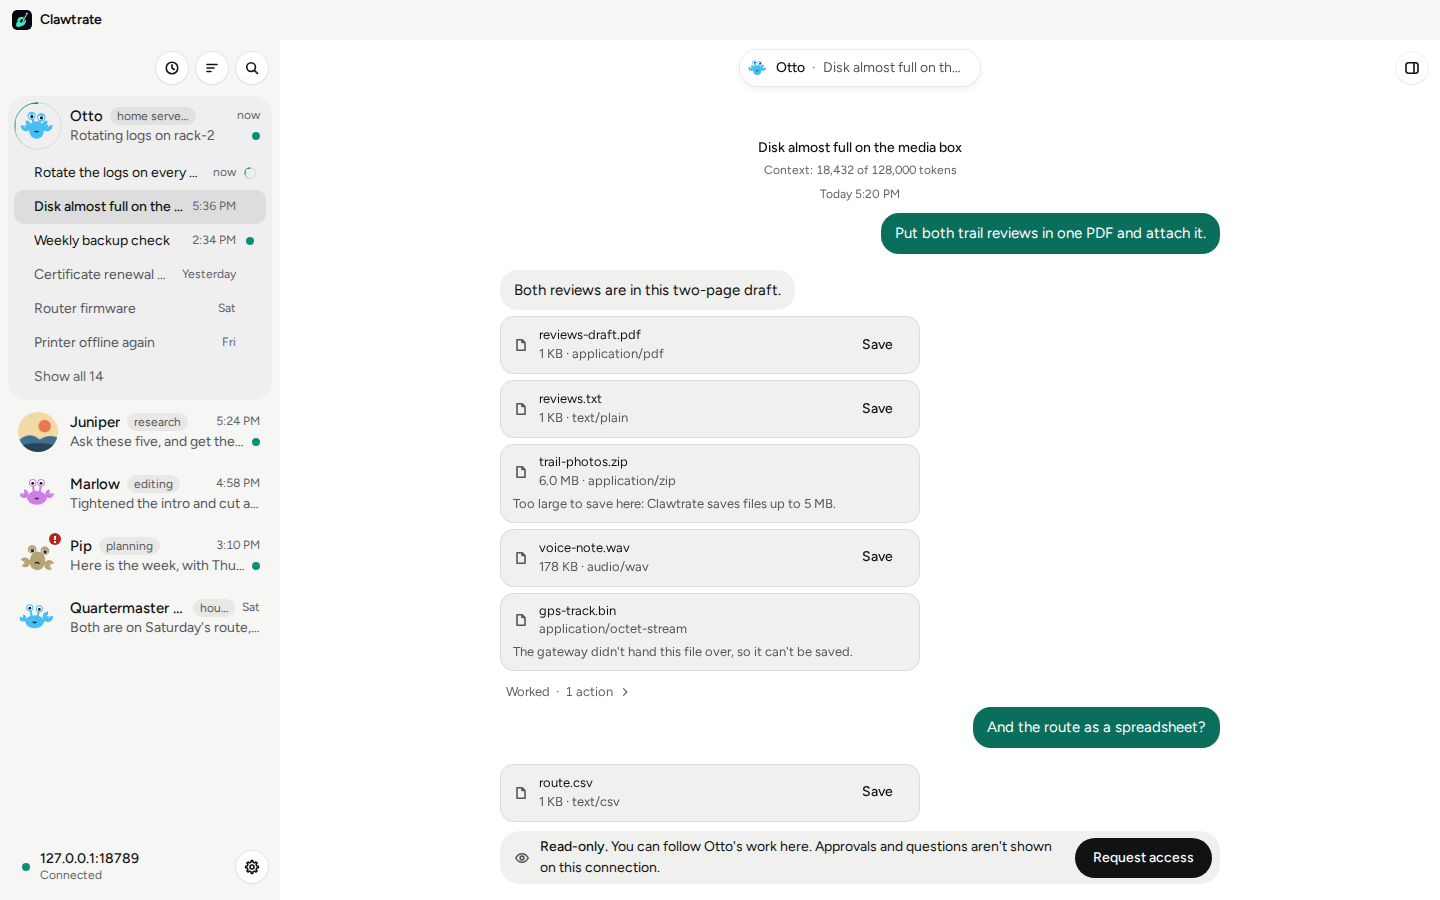 Clawtrate
Otto home serve... now
Rotating logs on rack-2
Rotate the logs on every ... now
Disk almost full on the ... 5:36 PM
Weekly backup check 2:34 PM
Certificate renewal ... Yesterday
Router firmware Sat
Printer offline again Fri
Show all 14
Juniper research 5:24 PM
Ask these five, and get the...
Marlow editing 4:58 PM
Tightened the intro and cut a...
Pip planning 3:10 PM
Here is the week, with Thu...
Quartermaster ... hou... Sat
Both are on Saturday's route,...
127.0.0.1:18789
Connected
Otto · Disk almost full on th...
Disk almost full on the media box
Context: 18,432 of 128,000 tokens
Today 5:20 PM
Put both trail reviews in one PDF and attach it.
Both reviews are in this two-page draft.
reviews-draft.pdf
1 KB · application/pdf
Save
reviews.txt
1 KB · text/plain
Save
trail-photos.zip
6.0 MB · application/zip
Too large to save here: Clawtrate saves files up to 5 MB.
voice-note.wav
178 KB · audio/wav
Save
gps-track.bin
application/octet-stream
The gateway didn't hand this file over, so it can't be saved.
Worked · 1 action
And the route as a spreadsheet?
route.csv
1 KB · text/csv
Save
Read-only. You can follow Otto's work here. Approvals and questions aren't shown
on this connection.
Request access